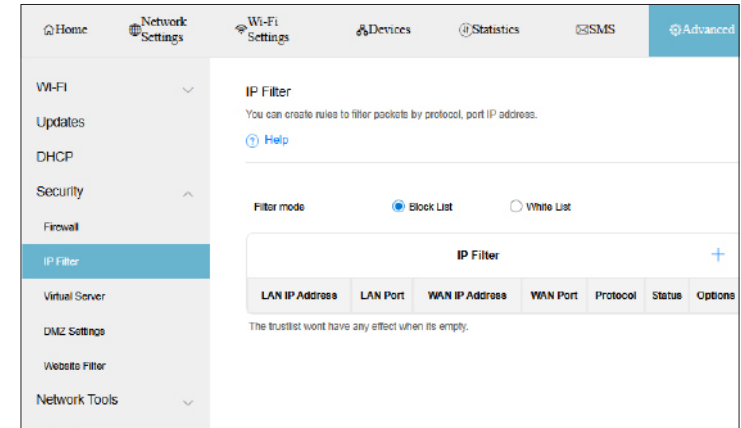 Home
Network
Settings
Wi-Fi
Settings
Devices
Statistics
SMS
Advanced
Wi-Fi
Updates
DHCP
Security
Firewall
IP Filter
Virtual Server
DMZ Settings
Website Filter
Network Tools
IP Filter
You can create rules to filter packets by protocol, port IP address.
? Help
Filter mode
Block List
White List
IP Filter
+
LAN IP Address LAN Port WAN IP Address WAN Port Protocol Status Options
The trustlist wont have any effect when its empty.